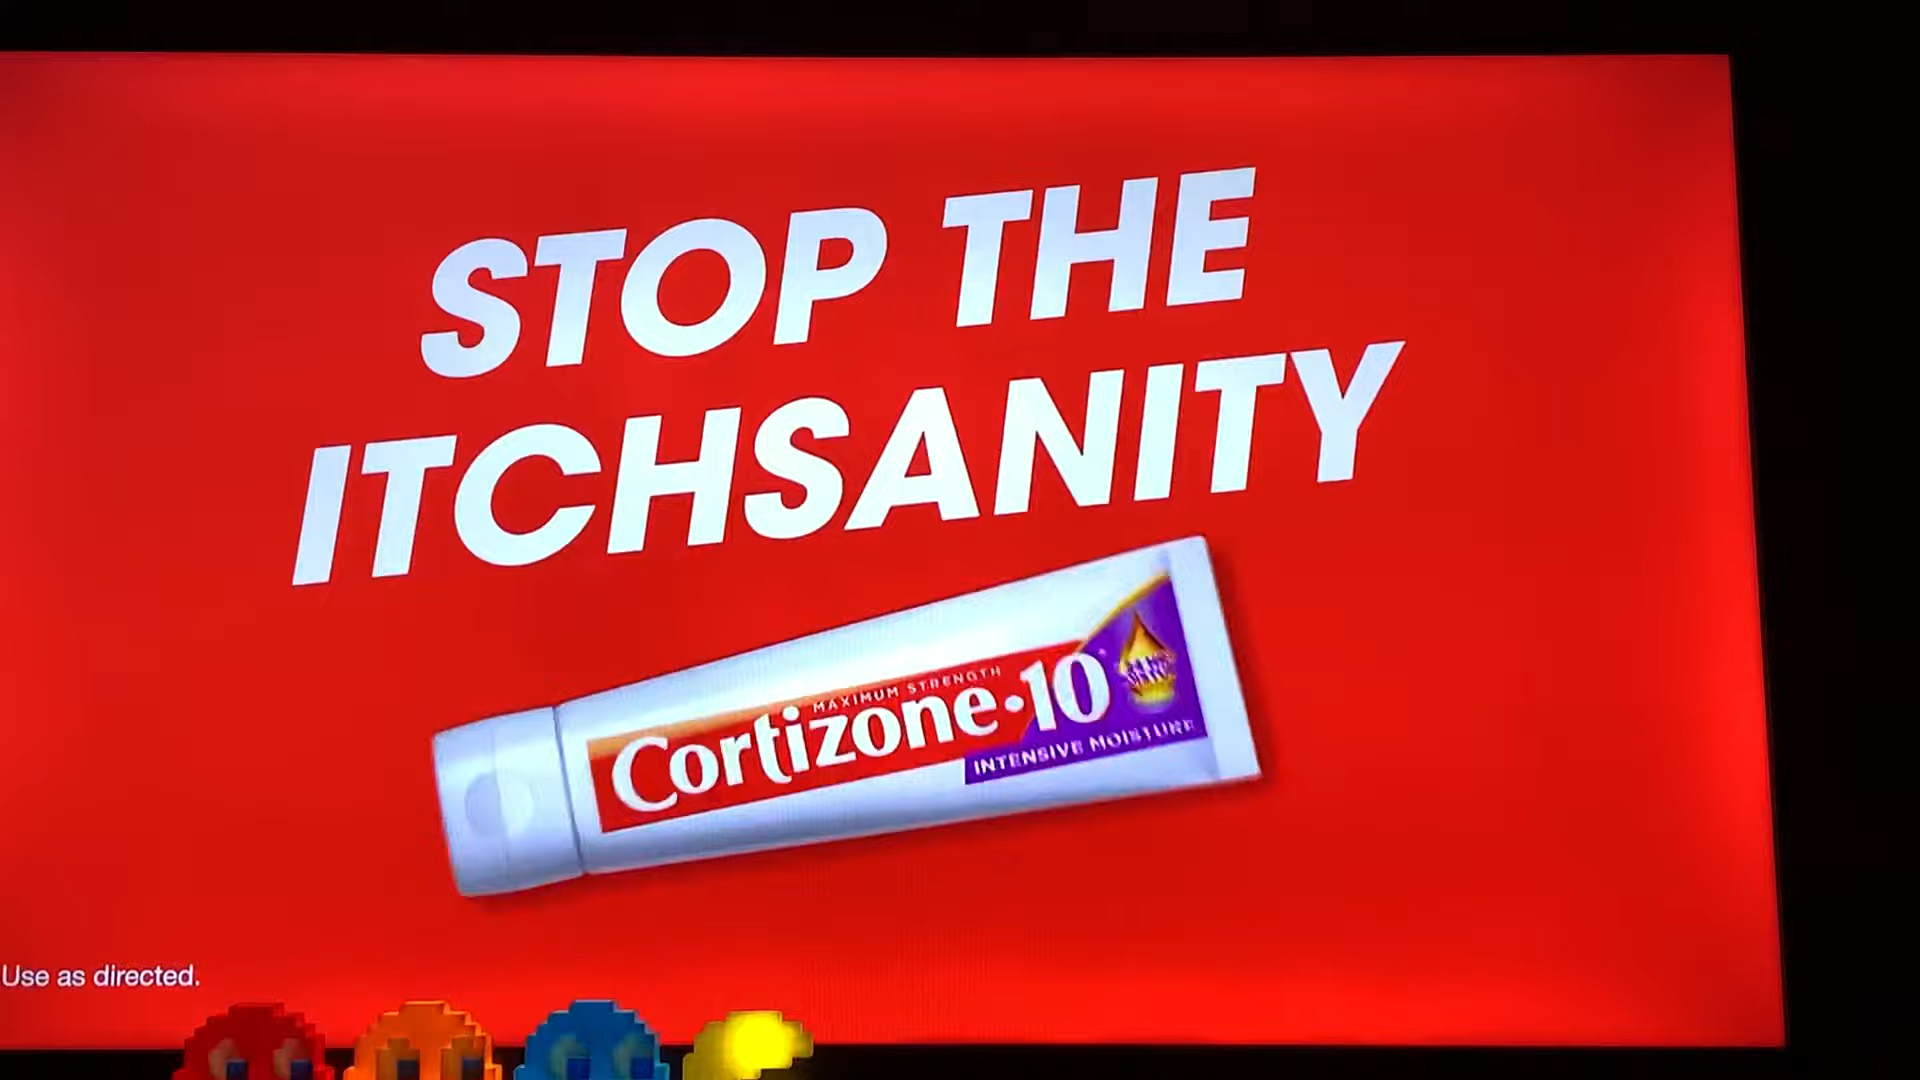 STOP THE
ITCHSANITY
MAXIMUM STRENGTH
Cortizone•10
INTENSIVE MOISTURE
Use as directed.